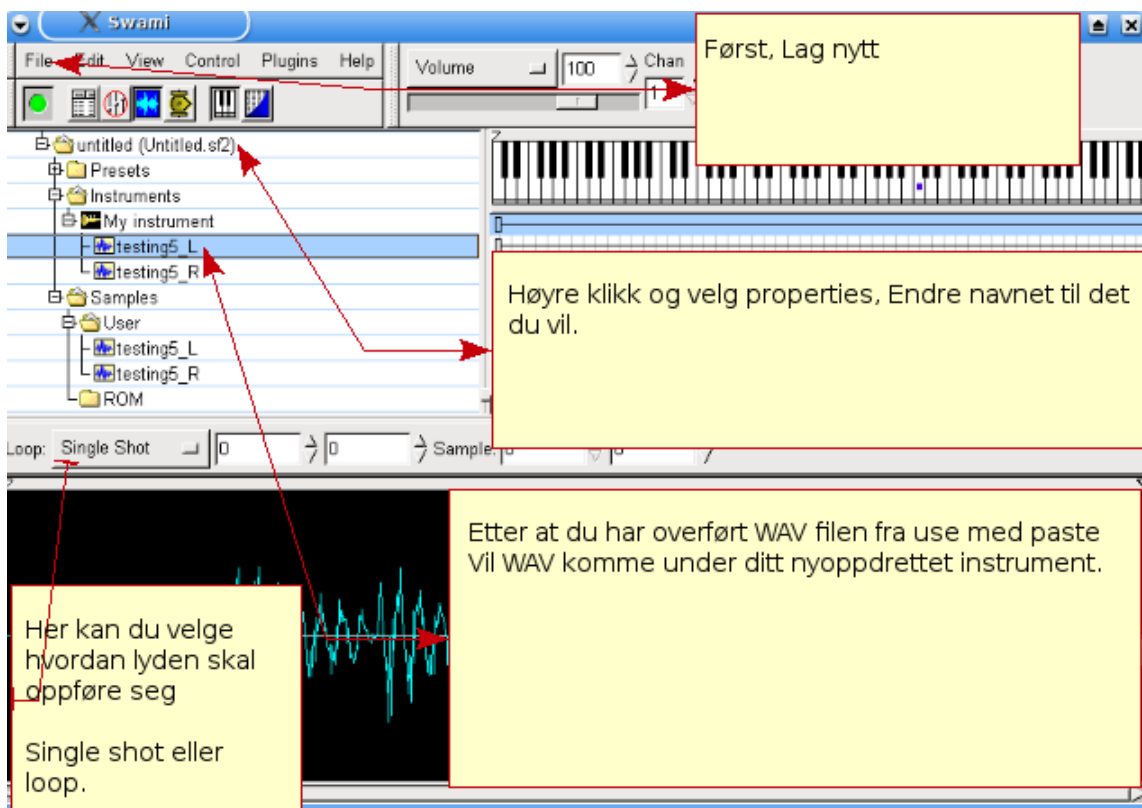 Swami
File Edit View Control Plugins Help
Volume 100 Chan
1
Først, Lag nytt
untitled (Untitled.sf2)
Presets
Instruments
My instrument
testing5_L
testing5_R
Samples
User
testing5_L
testing5_R
ROM
Høyre klikk og velg properties, Endre navnet til det
du vil.
Loop: Single Shot 0 0 Sample:
Etter at du har overført WAV filen fra use med paste
Vil WAV komme under ditt nyoppdrettet instrument.
Her kan du velge
hvordan lyden skal
oppføre seg
Single shot eller
loop.